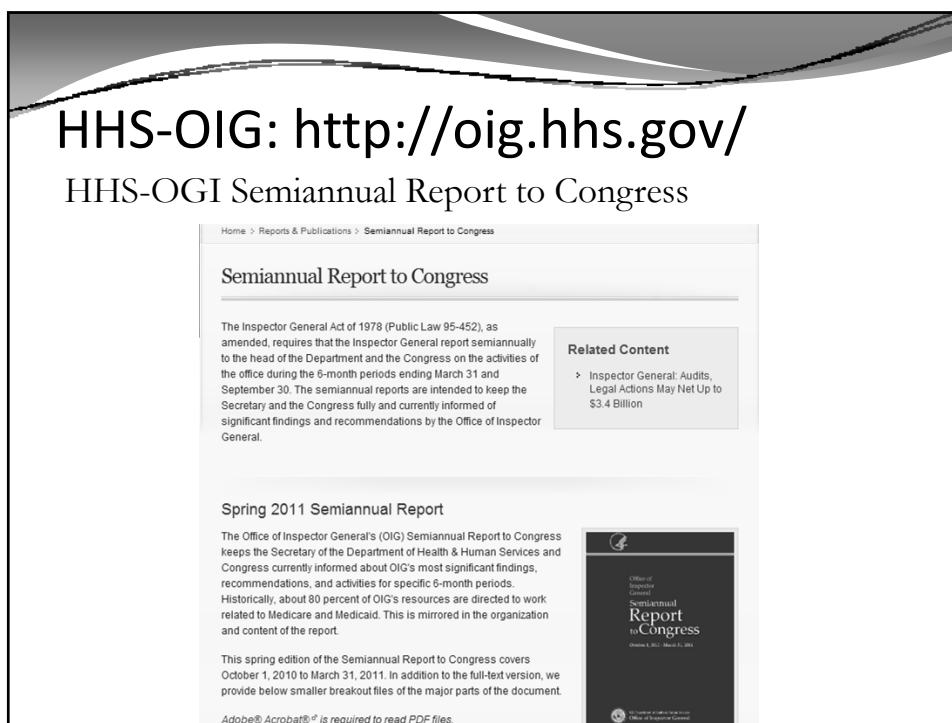 HHS-OIG: http://oig.hhs.gov/
HHS-OGI Semiannual Report to Congress
Home > Reports & Publications > Semiannual Report to Congress
Semiannual Report to Congress
The Inspector General Act of 1978 (Public Law 95-452), as
amended, requires that the Inspector General report semiannually
to the head of the Department and the Congress on the activities of
the office during the 6-month periods ending March 31 and
September 30. The semiannual reports are intended to keep the
Secretary and the Congress fully and currently informed of
significant findings and recommendations by the Office of Inspector
General.
Related Content
Inspector General: Audits,
Legal Actions May Net Up to
$3.4 Billion
Spring 2011 Semiannual Report
The Office of Inspector General's (OIG) Semiannual Report to Congress
keeps the Secretary of the Department of Health & Human Services and
Congress currently informed about OIG's most significant findings,
recommendations, and activities for specific 6-month periods.
Historically, about 80 percent of OIG's resources are directed to work
related to Medicare and Medicaid. This is mirrored in the organization
and content of the report.
This spring edition of the Semiannual Report to Congress covers
October 1, 2010 to March 31, 2011. In addition to the full-text version, we
provide below smaller breakout files of the major parts of the document.
Adobe® Acrobat® is required to read PDF files.
Office of
Inspector
General
Semiannual
Report
to Congress
Office of Inspector General